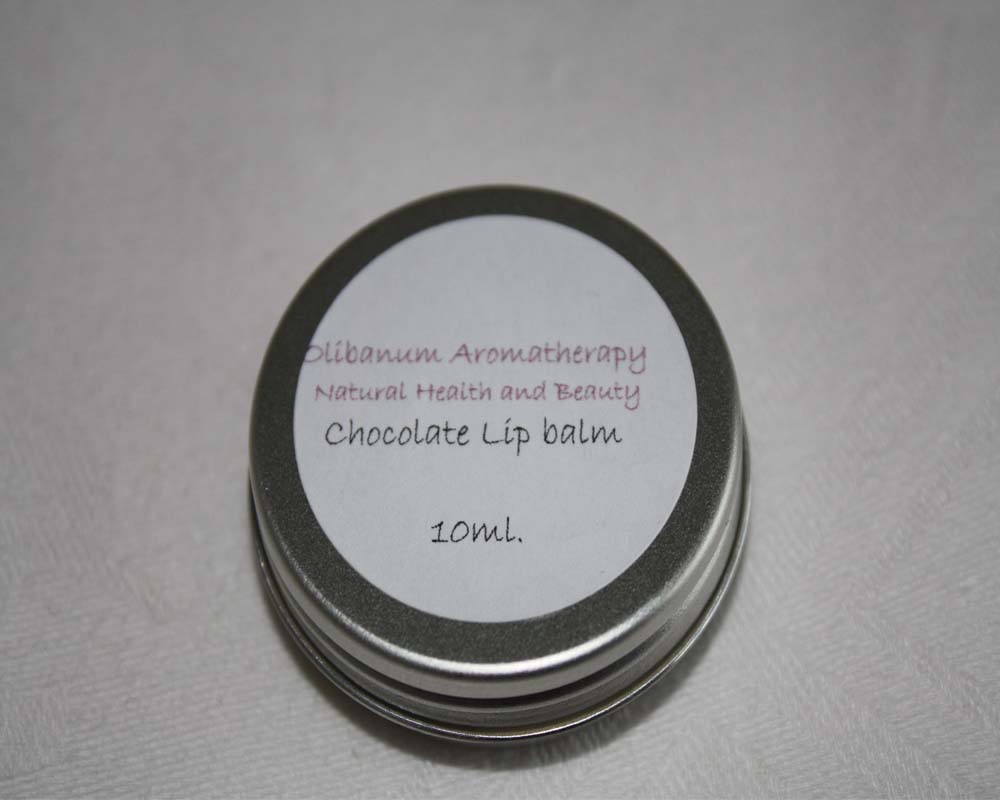 Olibanum Aromatherapy
Natural Health and Beauty
Chocolate Lip balm
10ml.